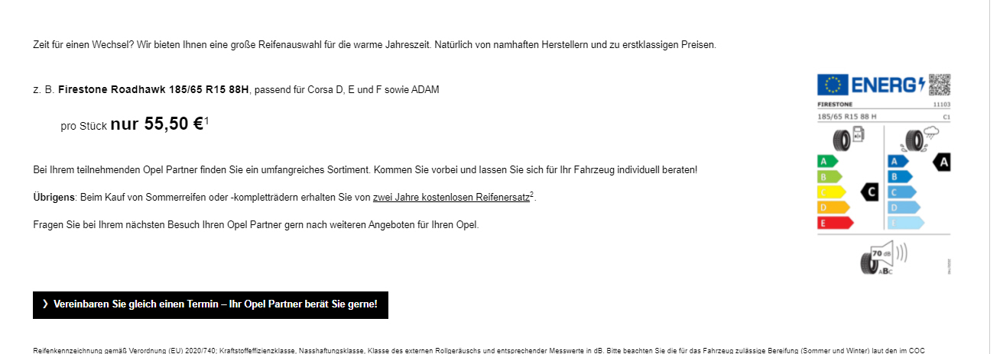 Zeit für einen Wechsel? Wir bieten Ihnen eine große Reifenauswahl für die warme Jahreszeit. Natürlich von namhaften Herstellern und zu erstklassigen Preisen.
z. B. Firestone Roadhawk 185/65 R15 88H, passend für Corsa D, E und F sowie ADAM
pro Stück nur 55,50 €1
Bei Ihrem teilnehmenden Opel Partner finden Sie ein umfangreiches Sortiment. Kommen Sie vorbei und lassen Sie sich für Ihr Fahrzeug individuell beraten!
Übrigens: Beim Kauf von Sommerreifen oder -kompletträdern erhalten Sie von zwei Jahre kostenlosen Reifenersatz2.
Fragen Sie bei Ihrem nächsten Besuch Ihren Opel Partner gern nach weiteren Angeboten für Ihren Opel.
❯ Vereinbaren Sie gleich einen Termin – Ihr Opel Partner berät Sie gerne!
ENERG
FIRESTONE 11103
185/65 R15 88 H C1
A A A
B B
C C C
D D
E E
70 dB
ABC
Reifenkennzeichnung gemäß Verordnung (EU) 2020/740; Kraftstoffeffizienzklasse, Nasshaftungsklasse, Klasse des externen Rollgeräuschs und entsprechender Messwerte in dB. Bitte beachten Sie die für das Fahrzeug zulässige Bereifung (Sommer und Winter) laut den im COC